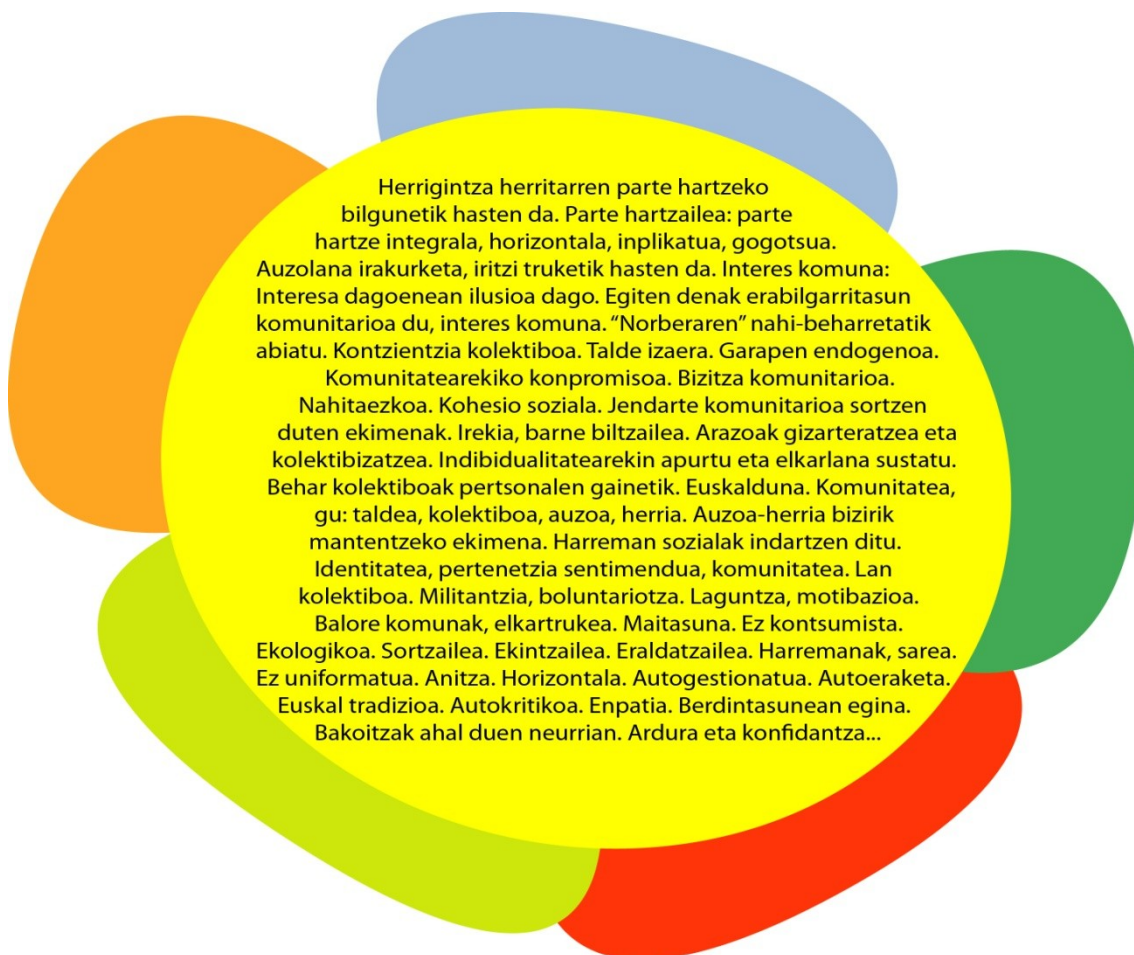 Herrigintza herritarren parte hartzeko
bilgunetik hasten da. Parte hartzailea: parte
hartze integrala, horizontala, inplikatua, gogotsua.
Auzolana irakurketa, iritzi truketik hasten da. Interes komuna:
Interesa dagoenean ilusioa dago. Egiten denak erabilgarritasun
komunitarioa du, interes komuna. “Norberaren” nahi-beharretatik
abiatu. Kontzientzia kolektiboa. Talde izaera. Garapen endogenoa.
Komunitatearekiko konpromisoa. Bizitza komunitarioa.
Nahitaezkoa. Kohesio soziala. Jendarte komunitarioa sortzen
duten ekimenak. Irekia, barne biltzailea. Arazoak gizarteratzea eta
kolektibizatzea. Indibidualitatearekin apurtu eta elkarlana sustatu.
Behar kolektiboak pertsonalen gainetik. Euskalduna. Komunitatea,
gu: taldea, kolektiboa, auzoa, herria. Auzoa-herria bizirik
mantentzeko ekimena. Harreman sozialak indartzen ditu.
Identitatea, pertenetzia sentimendua, komunitatea. Lan
kolektiboa. Militantzia, boluntariotza. Laguntza, motibazioa.
Balore komunak, elkartrukea. Maitasuna. Ez kontsumista.
Ekologikoa. Sortzailea. Ekintzailea. Eraldatzailea. Harremanak, sarea.
Ez uniformatua. Anitza. Horizontala. Autogestionatua. Autoeraketa.
Euskal tradizioa. Autokritikoa. Enpatia. Berdintasunean egina.
Bakoitzak ahal duen neurrian. Ardura eta konfidantza...